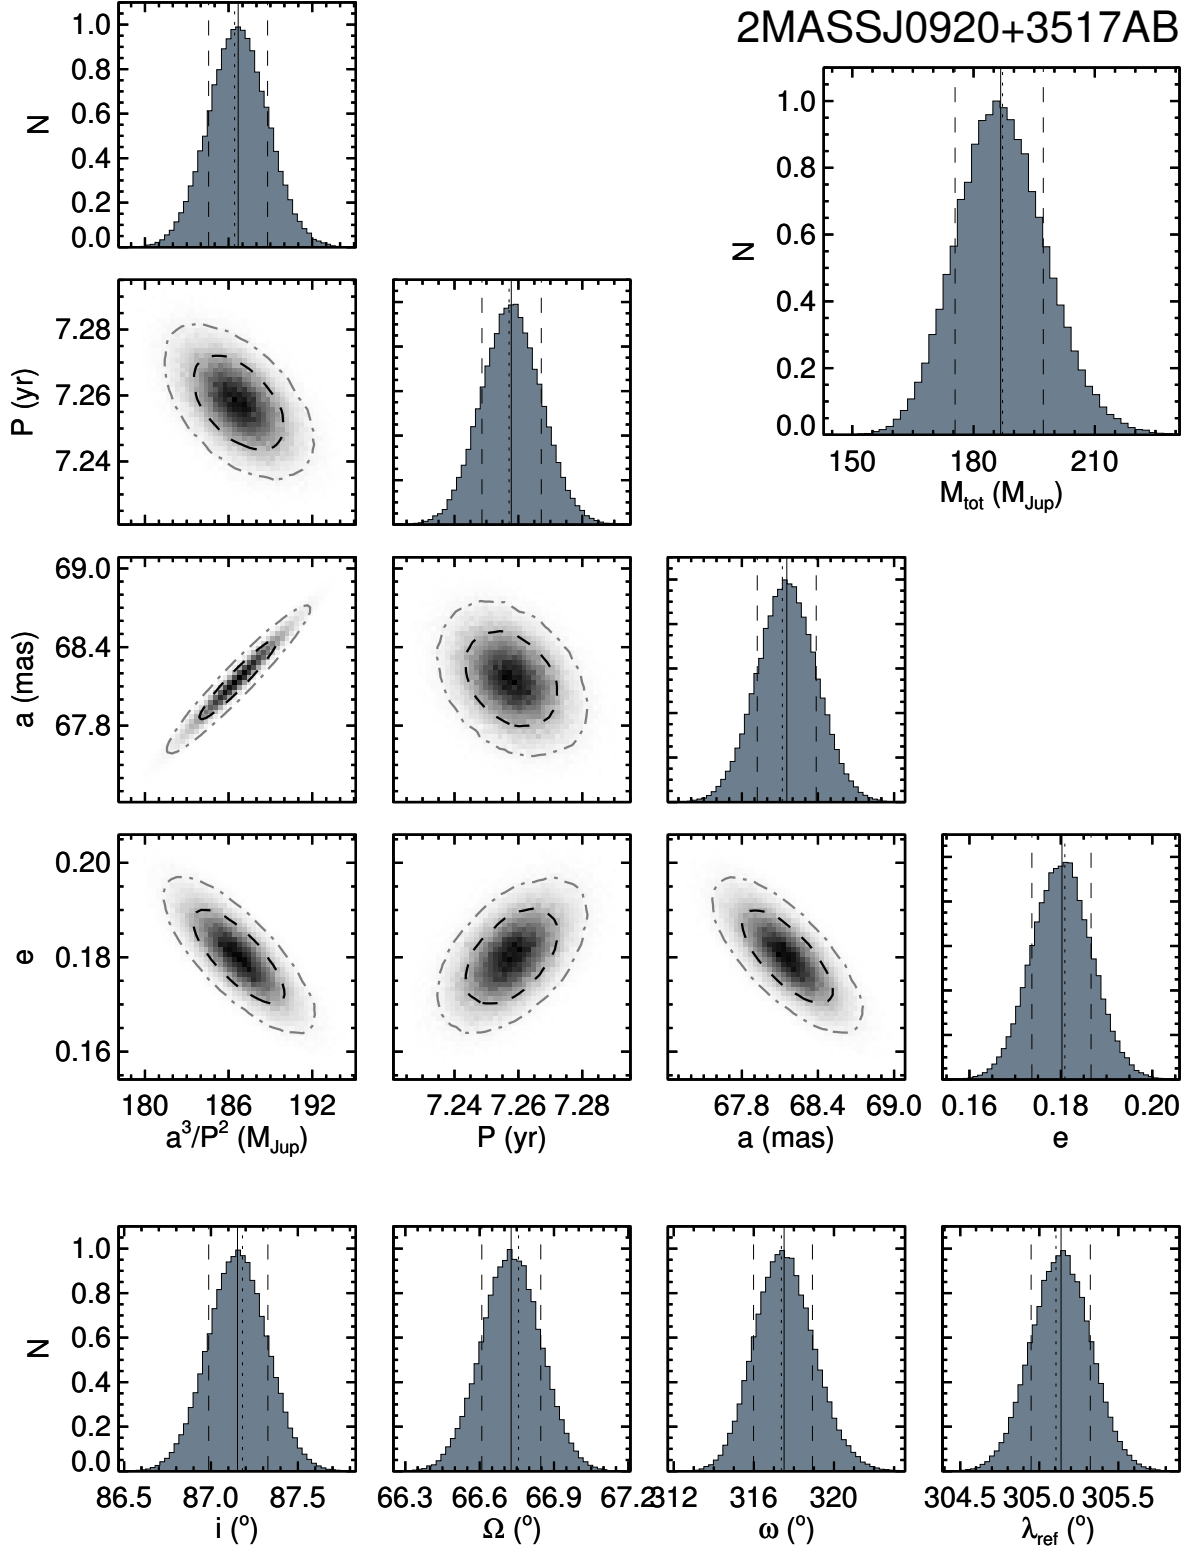 2MASSJ0920+3517AB
1.0
0.8
0.6
0.4
0.2
0.0
N
1.0
0.8
0.6
0.4
0.2
0.0
N
150 180 210
M_tot (M_Jup)
7.28
7.26
7.24
P (yr)
69.0
68.4
67.8
a (mas)
0.20
0.18
0.16
e
180 186 192
a³/P² (M_Jup)
7.24 7.26 7.28
P (yr)
67.8 68.4 69.0
a (mas)
0.16 0.18 0.20
e
1.0
0.8
0.6
0.4
0.2
0.0
N
86.5 87.0 87.5
i (°)
66.3 66.6 66.9 67.2
Ω (°)
312 316 320
ω (°)
304.5 305.0 305.5
λ_ref (°)